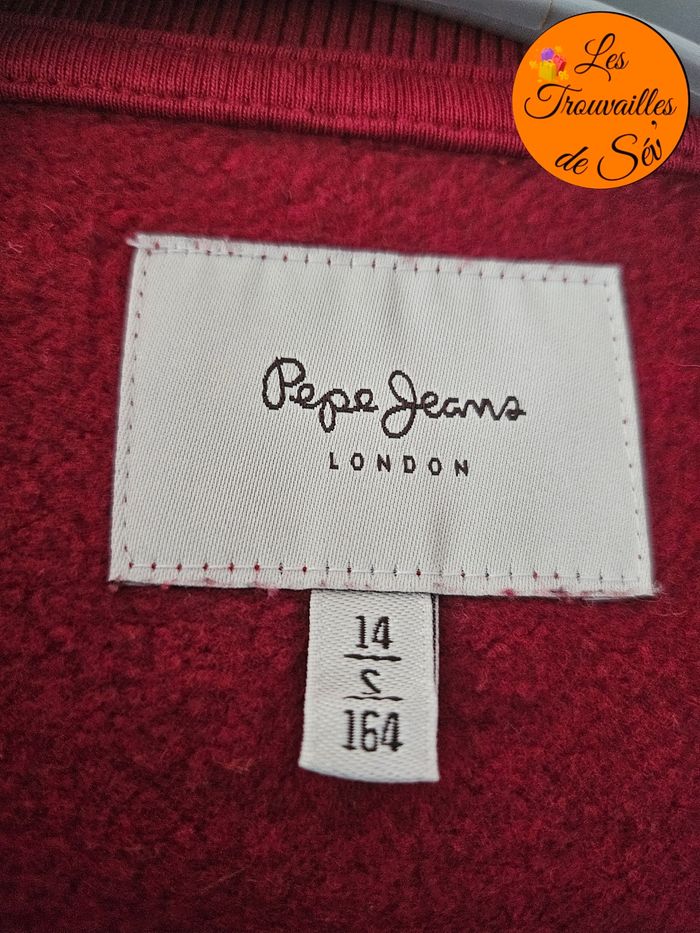 Les
Trouvailles
de Sév'
Pepe Jeans
LONDON
14
S
164